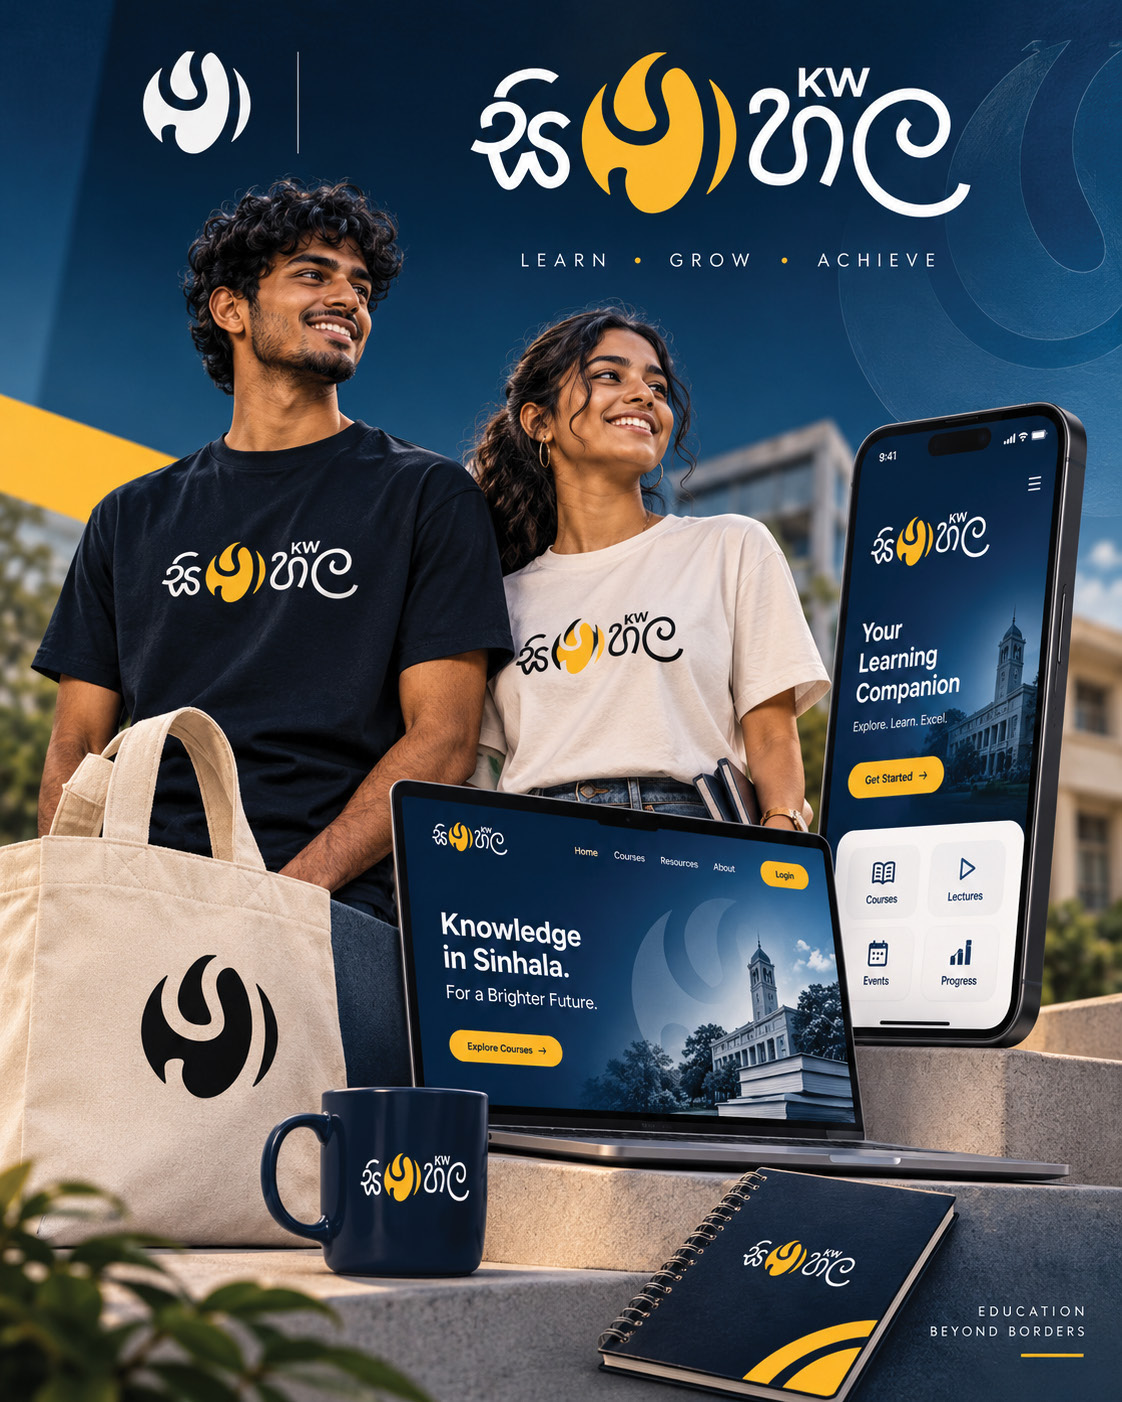 KW
සිංහල
LEARN • GROW • ACHIEVE
KW
සිංහල
KW
සිංහල
9:41
KW
සිංහල
Your
Learning
Companion
Explore. Learn. Excel.
Get Started →
Courses
Lectures
Events
Progress
KW
සිංහල
Home Courses Resources About Login
Knowledge
in Sinhala.
For a Brighter Future.
Explore Courses →
KW
සිංහල
KW
සිංහල
EDUCATION
BEYOND BORDERS